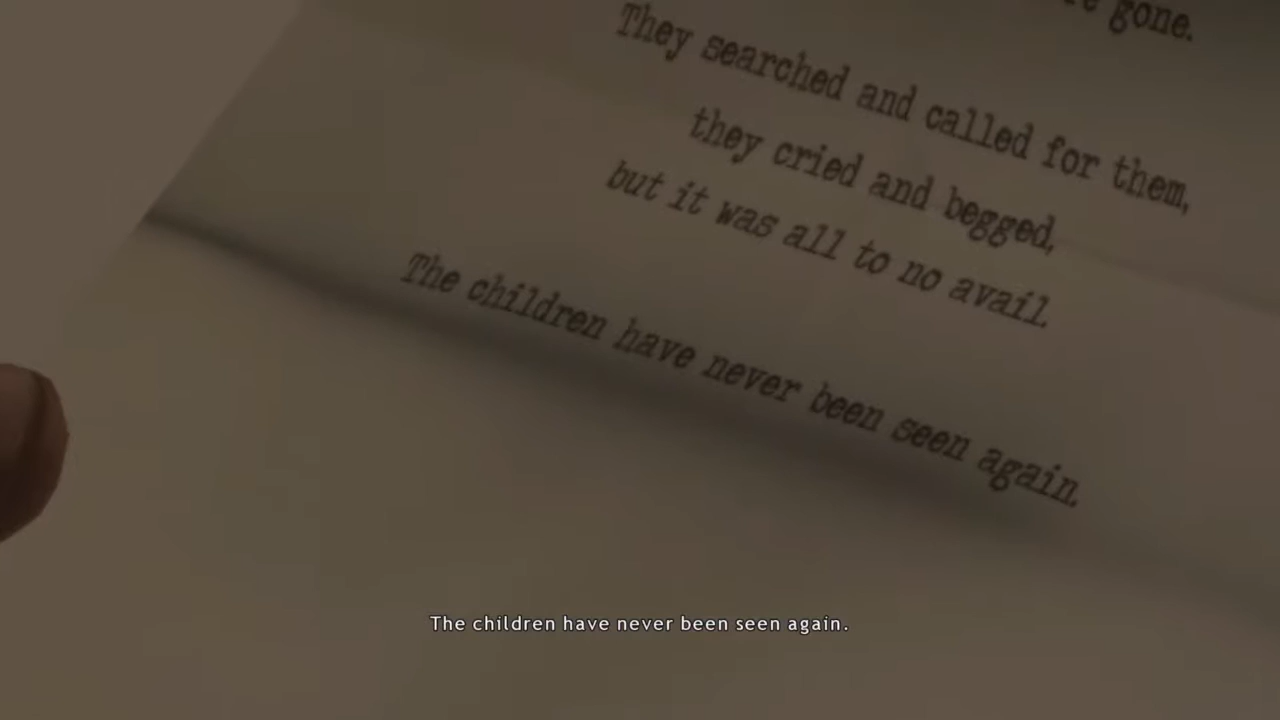 gone.
They searched and called for them,
they cried and begged,
but it was all to no avail.
The children have never been seen again.
The children have never been seen again.